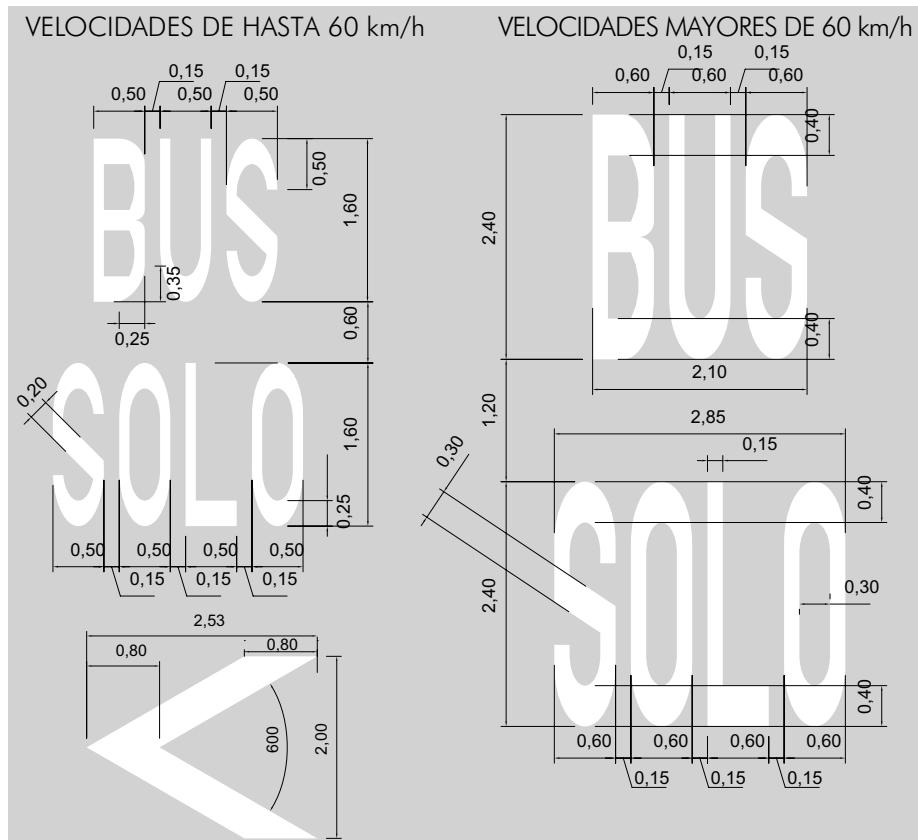 VELOCIDADES DE HASTA 60 km/h
0,15 0,15
0,50 0,50 0,50
BUS
0,50
1,60
0,35
0,25
0,60
SOLO
0,20
1,60
0,25
0,50 0,50 0,50 0,50
0,15 0,15 0,15
2,53
0,80 0,80
600
2,00
VELOCIDADES MAYORES DE 60 km/h
0,15 0,15
0,60 0,60 0,60
BUS
0,40
2,40
0,40
2,10
1,20
2,85
0,15
0,30
SOLO
0,40
2,40
0,30
0,40
0,60 0,60 0,60 0,60
0,15 0,15 0,15